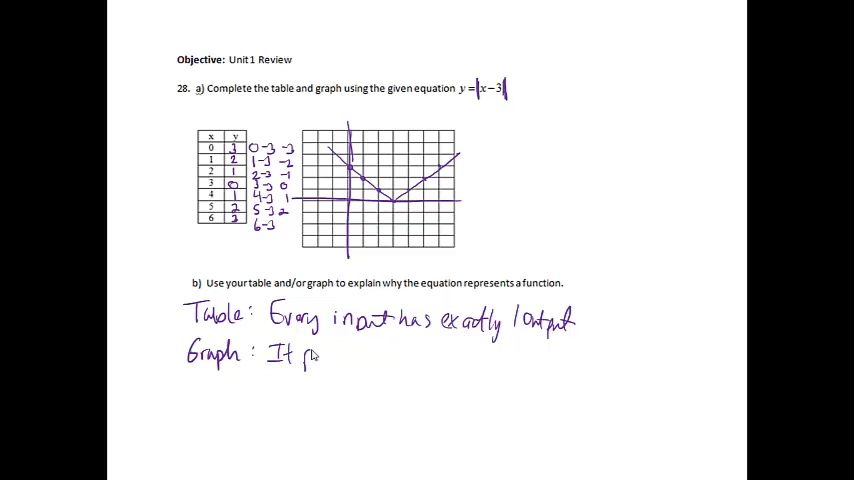 Objective: Unit 1 Review
28. a) Complete the table and graph using the given equation y = |x−3|
x y
0 3 0-3 -3
1 2 1-3 -2
2 1 2-3 -1
3 0 3-3 0
4 1 4-3 1
5 2 5-3 2
6 3 6-3
b) Use your table and/or graph to explain why the equation represents a function.
Table: Every input has exactly 1 output
Graph: It p